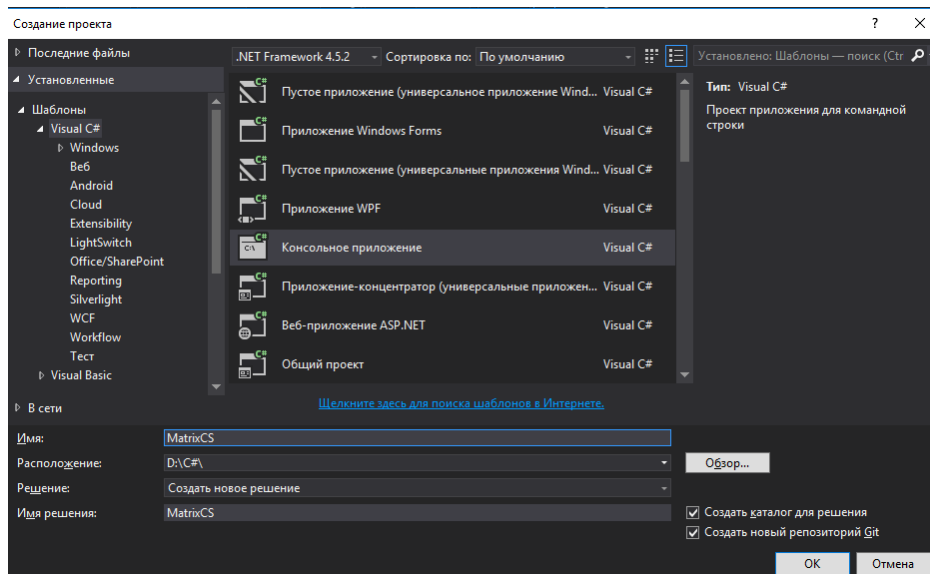 Создание проекта
? ×
Последние файлы
.NET Framework 4.5.2 Сортировка по: По умолчанию
Установлено: Шаблоны — поиск (Ctr
Установленные
Шаблоны
Visual C#
Windows
Веб
Android
Cloud
Extensibility
LightSwitch
Office/SharePoint
Reporting
Silverlight
WCF
Workflow
Тест
Visual Basic
В сети
Пустое приложение (универсальное приложение Wind... Visual C#
Приложение Windows Forms Visual C#
Пустое приложение (универсальные приложения Wind... Visual C#
Приложение WPF Visual C#
Консольное приложение Visual C#
Приложение-концентратор (универсальные приложен... Visual C#
Веб-приложение ASP.NET Visual C#
Общий проект Visual C#
Щелкните здесь для поиска шаблонов в Интернете.
Тип: Visual C#
Проект приложения для командной
строки
Имя: MatrixCS
Расположение: D:\C#\ Обзор...
Решение: Создать новое решение
Имя решения: MatrixCS
Создать каталог для решения
Создать новый репозиторий Git
OK Отмена